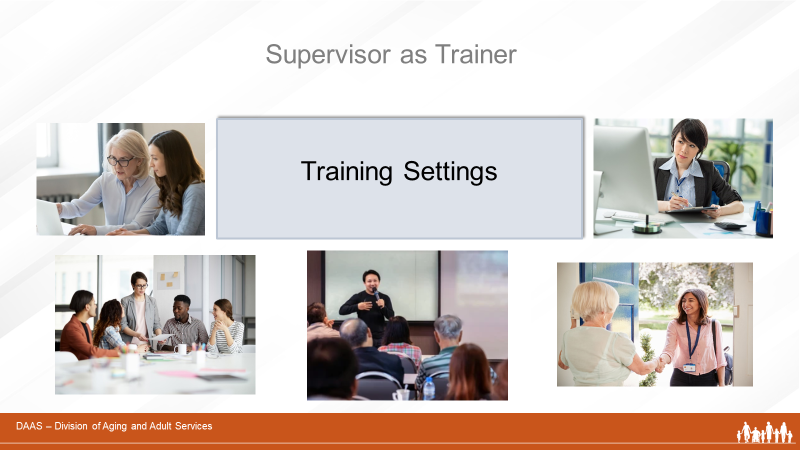 Supervisor as Trainer
Training Settings
DAAS – Division of Aging and Adult Services